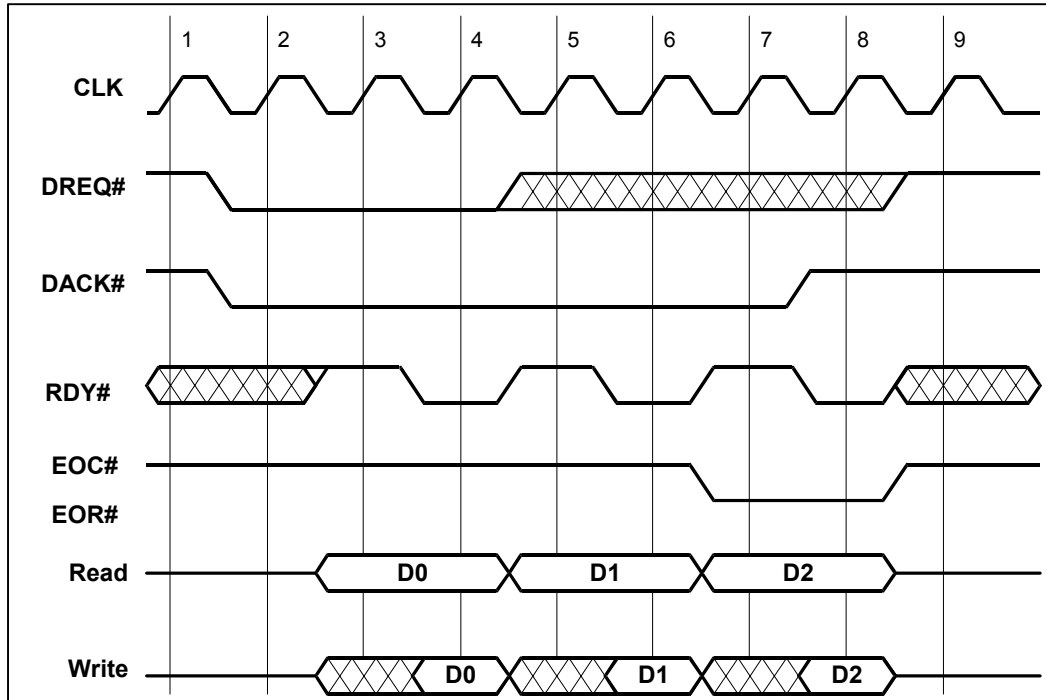 1 2 3 4 5 6 7 8 9
CLK
DREQ#
DACK#
RDY#
EOC#
EOR#
Read D0 D1 D2
Write D0 D1 D2